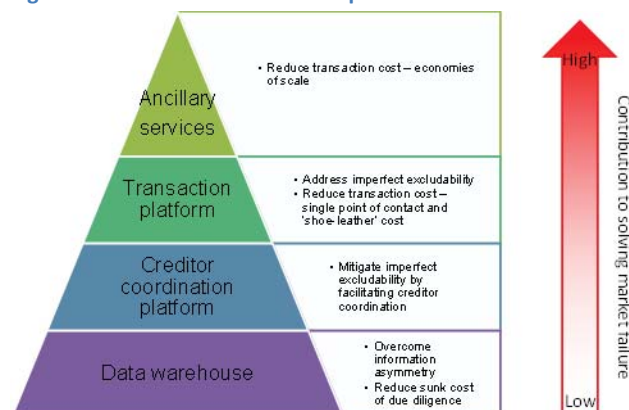 Ancillary
services
• Reduce transaction cost – economies
of scale
Transaction
platform
• Address imperfect excludability
• Reduce transaction cost –
single point of contact and
'shoe-leather' cost
Creditor
coordination
platform
• Mitigate imperfect
excludability by
facilitating creditor
coordination
Data warehouse
• Overcome
information
asymmetry
• Reduce sunk cost
of due diligence
High
Contribution to solving market failure
Low